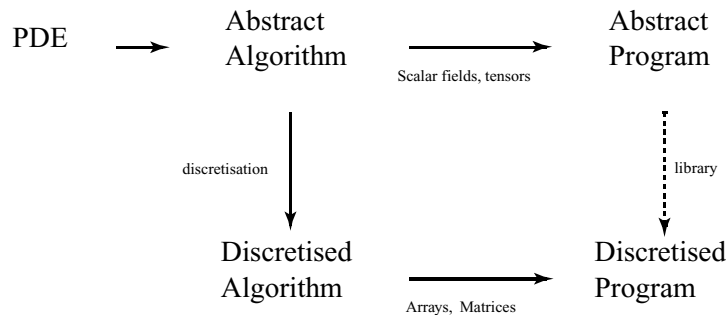 PDE
Abstract
Algorithm
Scalar fields, tensors
Abstract
Program
discretisation
library
Discretised
Algorithm
Arrays, Matrices
Discretised
Program